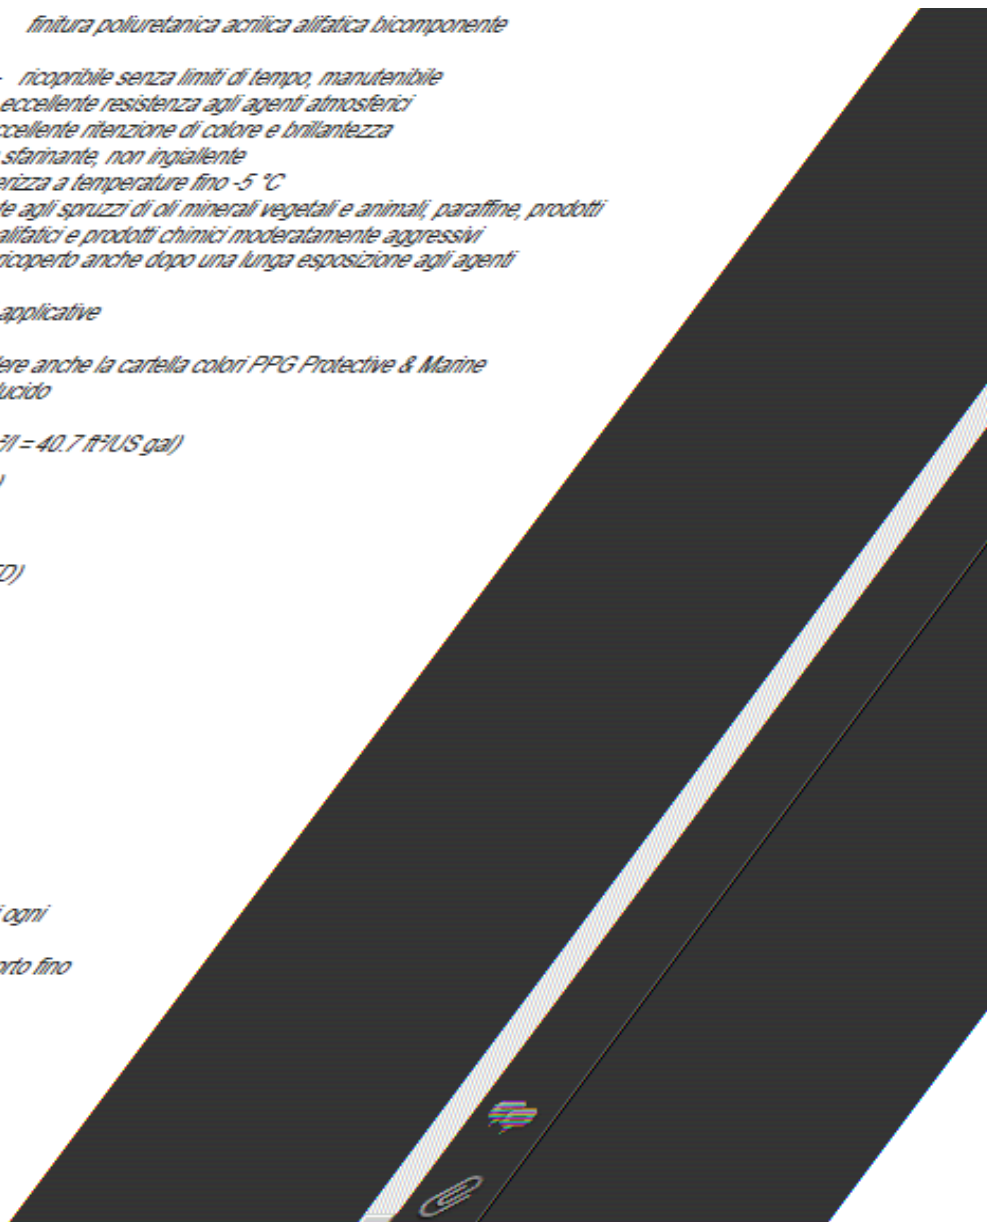 finitura poliuretanica acrilica alifatica bicomponente
- ricopribile senza limiti di tempo, manutenibile
eccellente resistenza agli agenti atmosferici
ccellente ritenzione di colore e brillantezza
sfarinante, non ingiallente
erizza a temperature fino -5 °C
te agli spruzzi di oli minerali vegetali e animali, paraffine, prodotti
alifatici e prodotti chimici moderatamente aggressivi
ricoperto anche dopo una lunga esposizione agli agenti
applicative
dere anche la cartella colori PPG Protective & Marine
lucido
²/l = 40.7 ft²/US gal)
)
D)
i ogni
orto fino